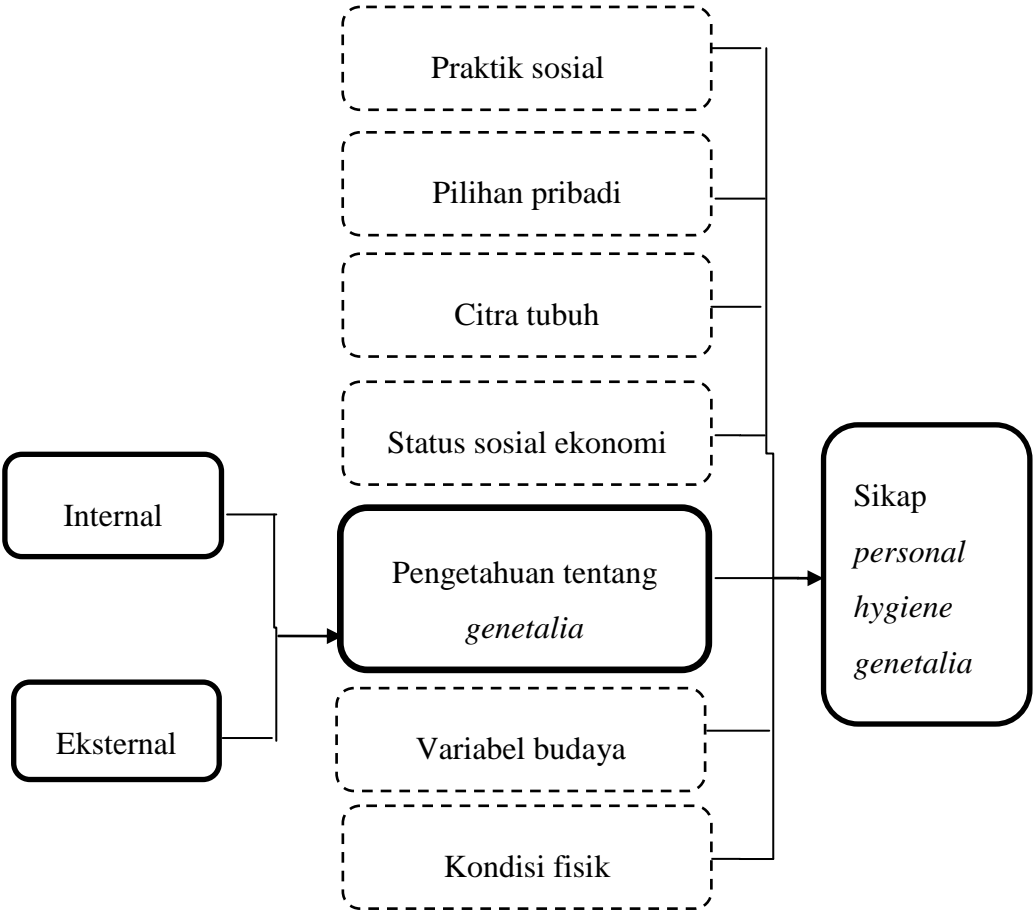 Praktik sosial
Pilihan pribadi
Citra tubuh
Status sosial ekonomi
Internal
Pengetahuan tentang
genetalia
Eksternal
Variabel budaya
Kondisi fisik
Sikap
personal
hygiene
genetalia